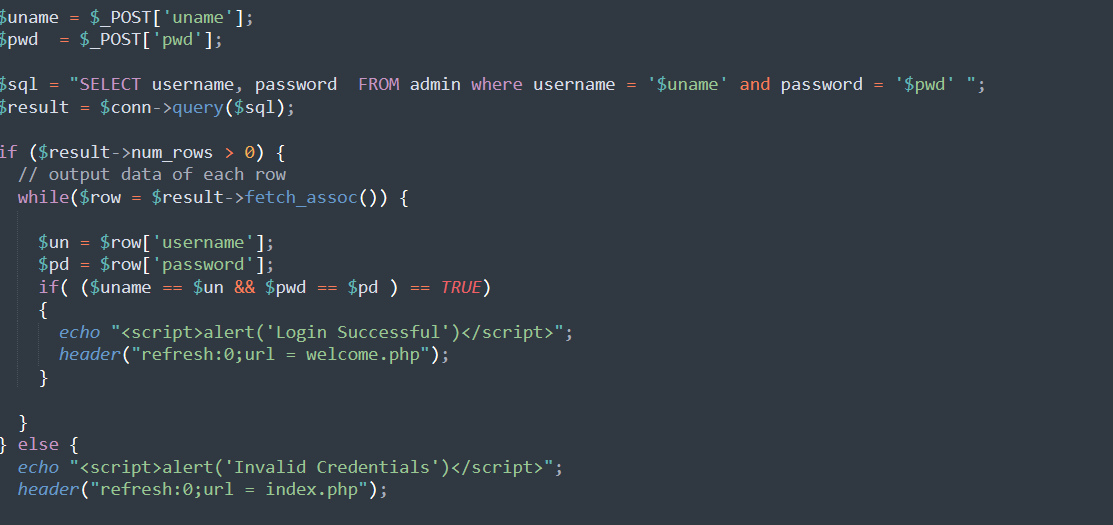 $uname = $_POST['uname'];
$pwd  = $_POST['pwd'];
$sql = "SELECT username, password  FROM admin where username = '$uname' and password = '$pwd' ";
$result = $conn->query($sql);
if ($result->num_rows > 0) {
  // output data of each row
  while($row = $result->fetch_assoc()) {
    $un = $row['username'];
    $pd = $row['password'];
    if( ($uname == $un && $pwd == $pd ) == TRUE)
    {
      echo "<script>alert('Login Successful')</script>";
      header("refresh:0;url = welcome.php");
    }
  }
} else {
  echo "<script>alert('Invalid Credentials')</script>";
  header("refresh:0;url = index.php");